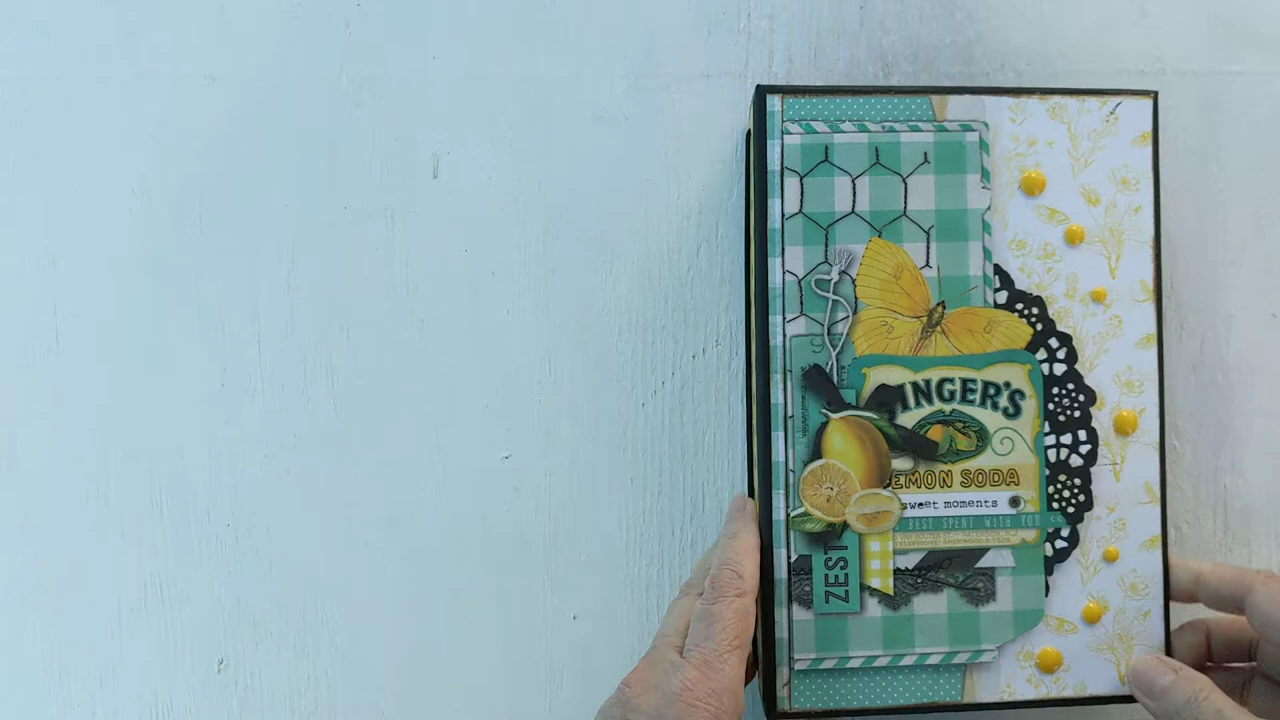 INGER'S
EMON SODA
sweet moments
BEST SPENT WITH YOU <<
ZEST